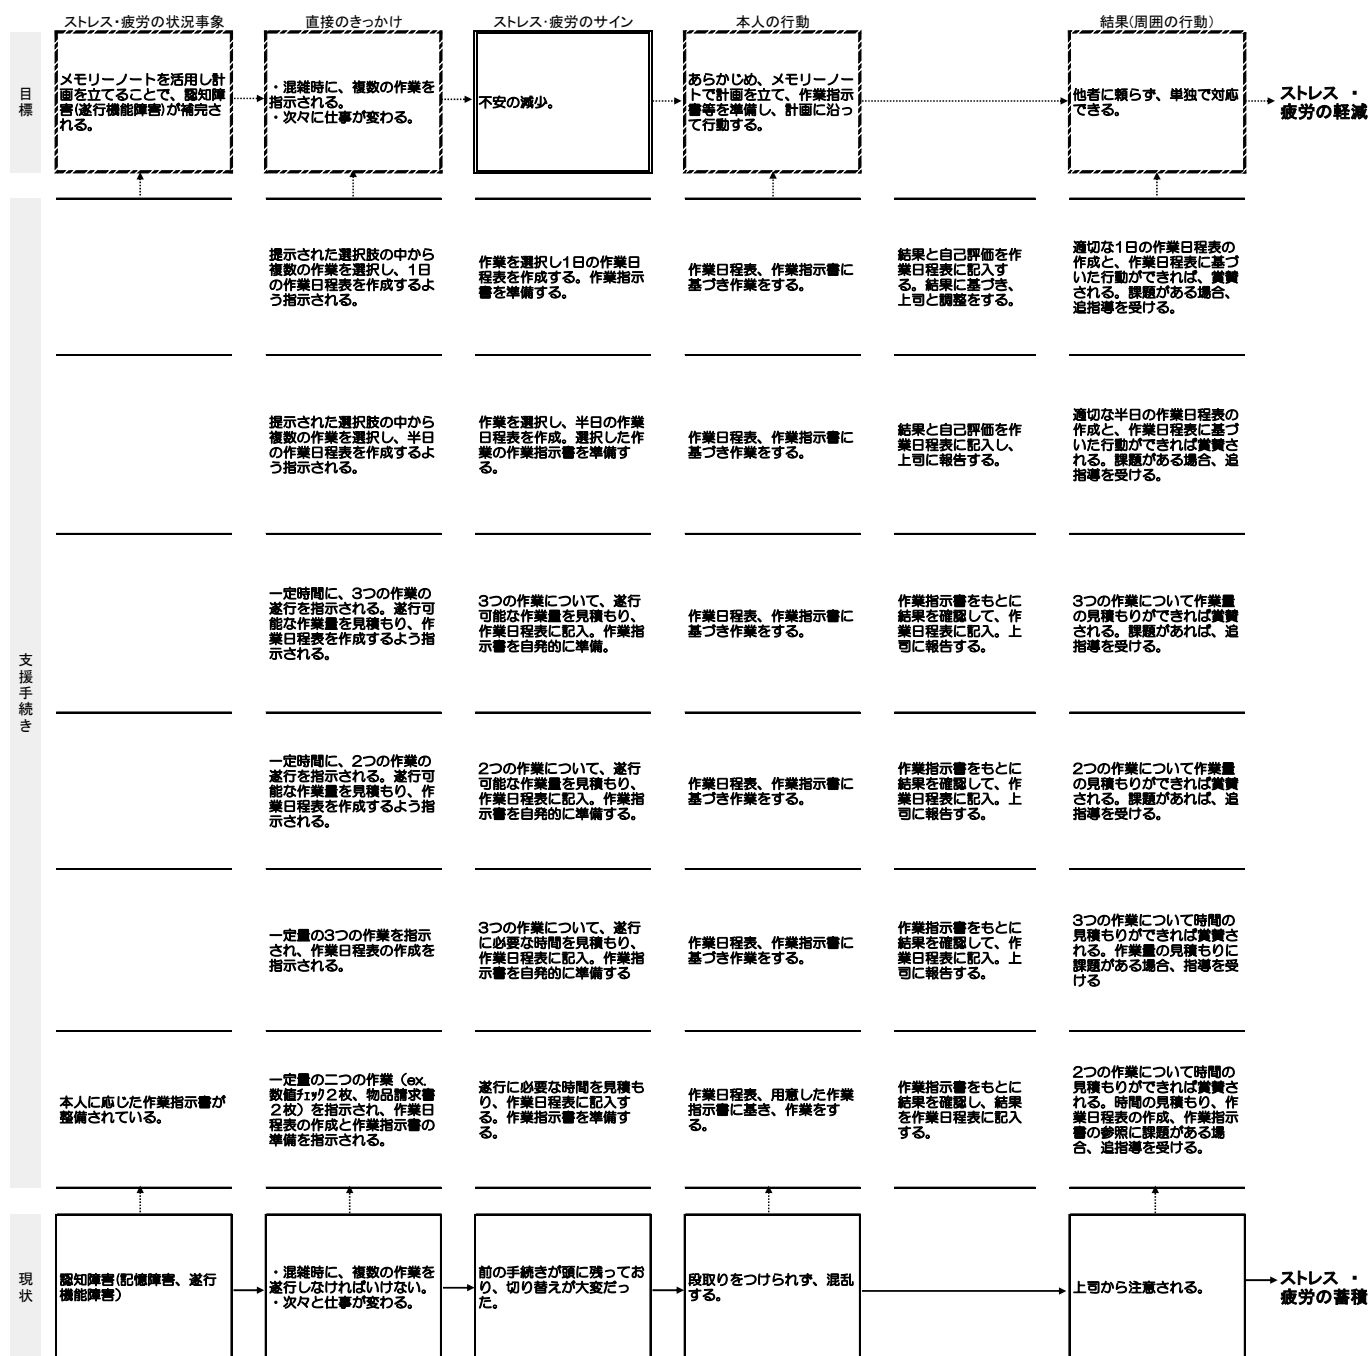 ストレス・疲労の状況事象
直接のきっかけ
ストレス・疲労のサイン
本人の行動
結果(周囲の行動)
目標
メモリーノートを活用し計
画を立てることで、認知障
害(遂行機能障害)が補完さ
れる。
・混雑時に、複数の作業を
指示される。
・次々に仕事が変わる。
不安の減少。
あらかじめ、メモリーノー
トで計画を立て、作業指示
書等を準備し、計画に沿っ
て行動する。
他者に頼らず、単独で対応
できる。
ストレス ・
疲労の軽減
支援手続き
提示された選択肢の中から
複数の作業を選択し、1日
の作業日程表を作成するよ
う指示される。
作業を選択し1日の作業日
程表を作成する。作業指示
書を準備する。
作業日程表、作業指示書に
基づき作業をする。
結果と自己評価を作
業日程表に記入す
る。結果に基づき、
上司と調整をする。
適切な1日の作業日程表の
作成と、作業日程表に基づ
いた行動ができれば、賞賛
される。課題がある場合、
追指導を受ける。
提示された選択肢の中から
複数の作業を選択し、半日
の作業日程表を作成するよ
う指示される。
作業を選択し、半日の作業
日程表を作成。選択した作
業の作業指示書を準備す
る。
作業日程表、作業指示書に
基づき作業をする。
結果と自己評価を作
業日程表に記入し、
上司に報告する。
適切な半日の作業日程表の
作成と、作業日程表に基づ
いた行動ができれば賞賛さ
れる。課題がある場合、追
指導を受ける。
一定時間に、3つの作業の
遂行を指示される。遂行可
能な作業量を見積もり、作
業日程表を作成するよう指
示される。
3つの作業について、遂行
可能な作業量を見積もり、
作業日程表に記入。作業指
示書を自発的に準備。
作業日程表、作業指示書に
基づき作業をする。
作業指示書をもとに
結果を確認して、作
業日程表に記入。上
司に報告する。
3つの作業について作業量
の見積もりができれば賞賛
される。課題があれば、追
指導を受ける。
一定時間に、2つの作業の
遂行を指示される。遂行可
能な作業量を見積もり、作
業日程表を作成するよう指
示される。
2つの作業について、遂行
可能な作業量を見積もり、
作業日程表に記入。作業指
示書を自発的に準備する。
作業日程表、作業指示書に
基づき作業をする。
作業指示書をもとに
結果を確認して、作
業日程表に記入。上
司に報告する。
2つの作業について作業量
の見積もりができれば賞賛
される。課題があれば、追
指導を受ける。
一定量の3つの作業を指示
され、作業日程表の作成を
指示される。
3つの作業について、遂行
に必要な時間を見積もり、
作業日程表に記入。作業指
示書を自発的に準備する
作業日程表、作業指示書に
基づき作業をする。
作業指示書をもとに
結果を確認して、作
業日程表に記入。上
司に報告する。
3つの作業について時間の
見積もりができれば賞賛さ
れる。作業量の見積もりに
課題がある場合、指導を受
ける
本人に応じた作業指示書が
整備されている。
一定量の二つの作業（ex.
数値ﾁｪｯｸ２枚、物品請求書
２枚）を指示され、作業日
程表の作成と作業指示書の
準備を指示される。
遂行に必要な時間を見積も
り、作業日程表に記入す
る。作業指示書を準備す
る。
作業日程表、用意した作業
指示書に基き、作業をす
る。
作業指示書をもとに
結果を確認し、結果
を作業日程表に記入
する。
2つの作業について時間の
見積もりができれば賞賛さ
れる。時間の見積もり、作
業日程表の作成、作業指示
書の参照に課題がある場
合、追指導を受ける。
現状
認知障害(記憶障害、遂行
機能障害）
・混雑時に、複数の作業を
遂行しなければいけない。
・次々と仕事が変わる。
前の手続きが頭に残ってお
り、切り替えが大変だっ
た。
段取りをつけられず、混乱
する。
上司から注意される。
ストレス ・
疲労の蓄積